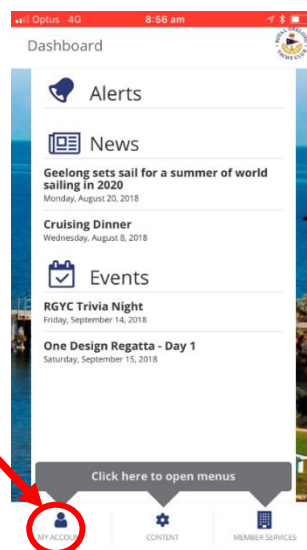 Optus 4G 8:56 am
Dashboard
Alerts
News
Geelong sets sail for a summer of world
sailing in 2020
Monday, August 20, 2018
Cruising Dinner
Wednesday, August 8, 2018
Events
RGYC Trivia Night
Friday, September 14, 2018
One Design Regatta - Day 1
Saturday, September 15, 2018
Click here to open menus
MY ACCOUNT CONTENT MEMBER SERVICES